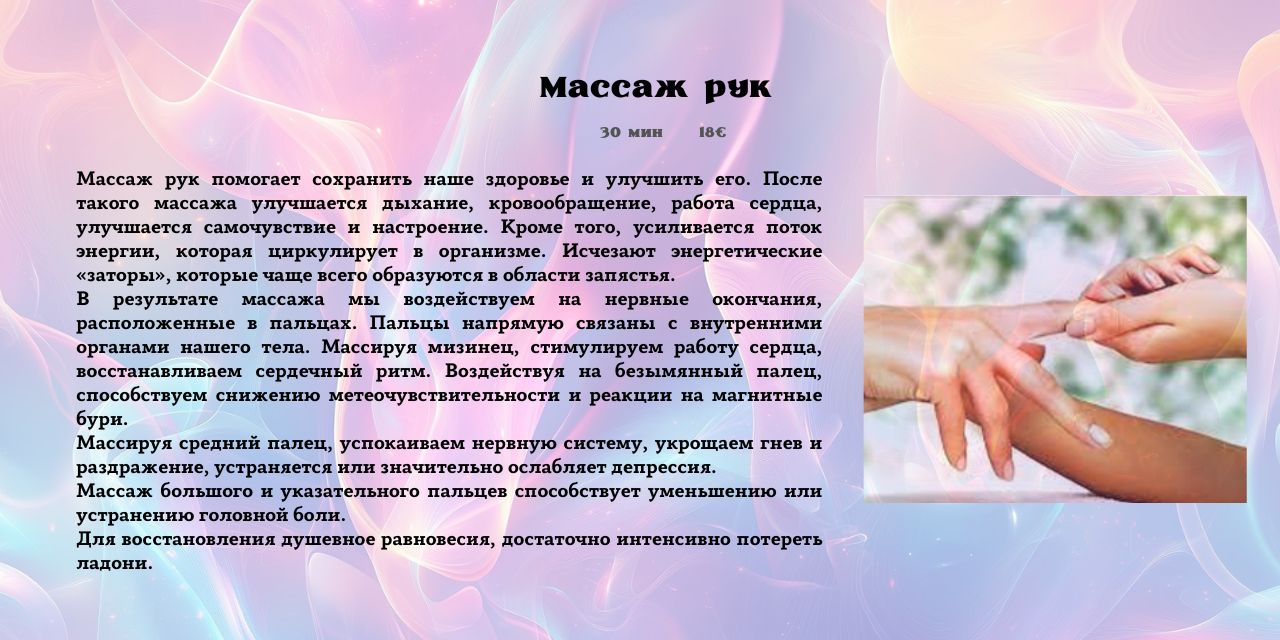 Массаж рук
30 мин 18€
Массаж рук помогает сохранить наше здоровье и улучшить его. После
такого массажа улучшается дыхание, кровообращение, работа сердца,
улучшается самочувствие и настроение. Кроме того, усиливается поток
энергии, которая циркулирует в организме. Исчезают энергетические
«заторы», которые чаще всего образуются в области запястья.
В результате массажа мы воздействуем на нервные окончания,
расположенные в пальцах. Пальцы напрямую связаны с внутренними
органами нашего тела. Массируя мизинец, стимулируем работу сердца,
восстанавливаем сердечный ритм. Воздействуя на безымянный палец,
способствуем снижению метеочувствительности и реакции на магнитные
бури.
Массируя средний палец, успокаиваем нервную систему, укрощаем гнев и
раздражение, устраняется или значительно ослабляет депрессия.
Массаж большого и указательного пальцев способствует уменьшению или
устранению головной боли.
Для восстановления душевное равновесия, достаточно интенсивно потереть
ладони.